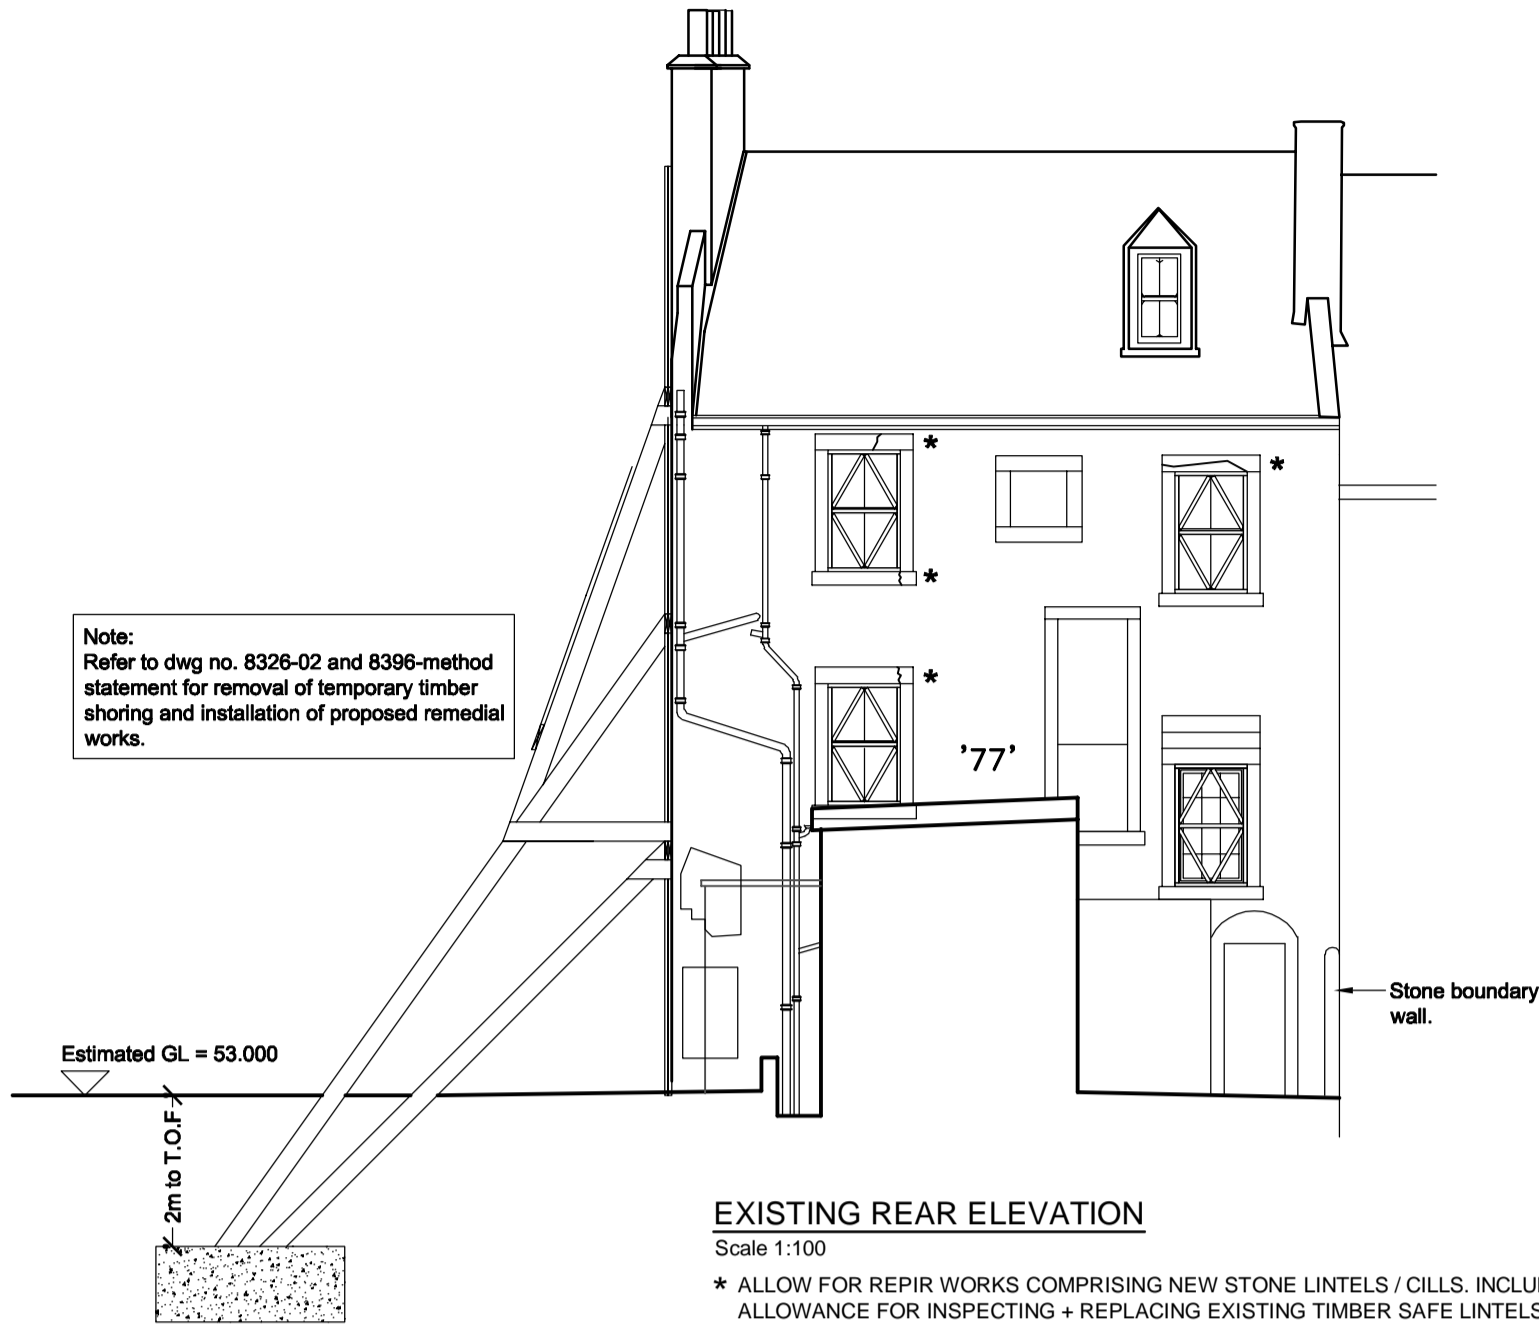 *
*
*
Note:
Refer to dwg no. 8326-02 and 8396-method
statement for removal of temporary timber
shoring and installation of proposed remedial
works.
*
'77'
Stone boundary
wall.
Estimated GL = 53.000
2m to T.O.F
EXISTING REAR ELEVATION
Scale 1:100
* ALLOW FOR REPIR WORKS COMPRISING NEW STONE LINTELS / CILLS. INCLU
ALLOWANCE FOR INSPECTING + REPLACING EXISTING TIMBER SAFE LINTELS